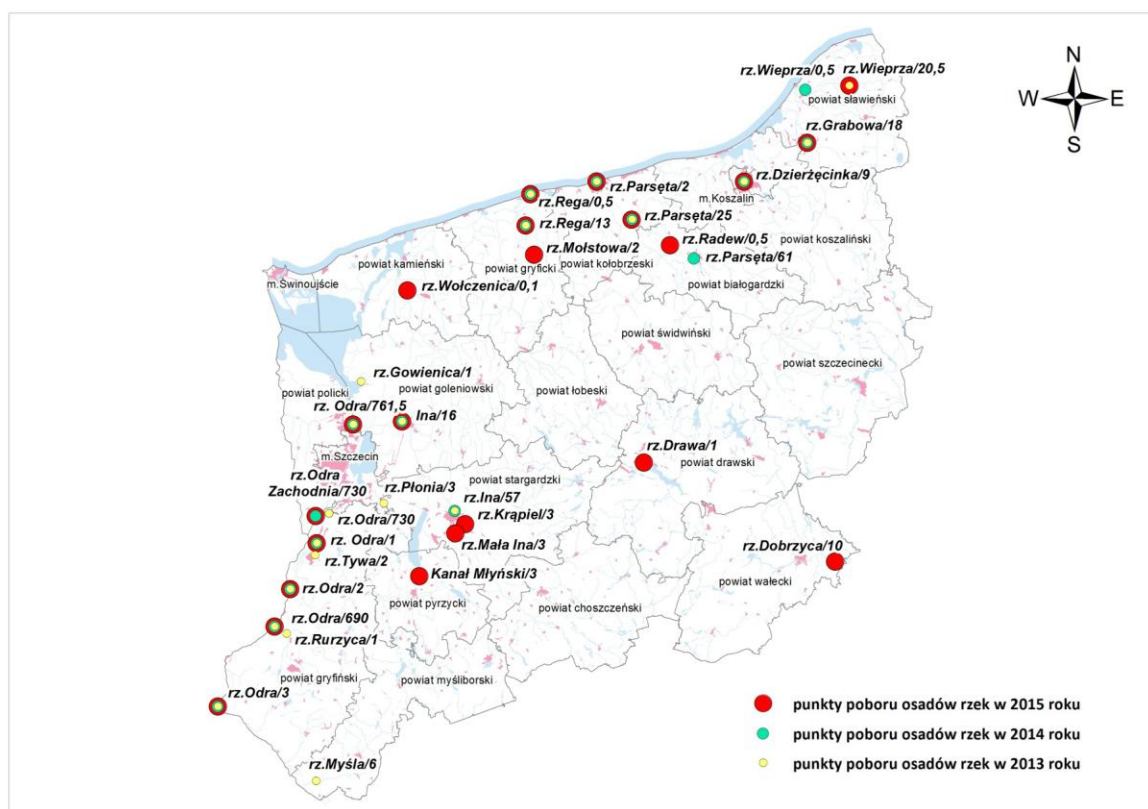 N
W E
S
rz.Wieprza/0,5
rz.Wieprza/20,5
powiat sławieński
rz.Grabowa/18
rz.Dzierżęcinka/9
m.Koszalin
rz.Parsęta/2
rz.Rega/0,5
rz.Parsęta/25
rz.Rega/13
rz.Radew/0,5
powiat koszaliński
rz.Mołstowa/2
rz.Parsęta/61
powiat kamieński
powiat gryficki
powiat kołobrzeski
powiat białogardzki
m.Świnoujście
rz.Wołczenica/0,1
powiat świdwiński
powiat szczecinecki
rz.Gowienica/1
powiat policki
powiat goleniowski
powiat łobeski
rz. Odra/761,5
Ina/16
m.Szczecin
rz.Drawa/1
powiat drawski
rz.Odra
Zachodnia/730
rz.Płonia/3
powiat stargardzki
rz.Ina/57
rz.Odra/730
rz.Krąpiel/3
rz. Odra/1
rz.Mała Ina/3
rz.Tywa/2
rz.Dobrzyca/10
Kanał Młyński/3
powiat wałecki
rz.Odra/2
powiat pyrzycki
powiat choszczeński
rz.Odra/690
rz.Rurzyca/1
powiat gryfiński
powiat myśliborski
rz.Odra/3
rz.Myśla/6
punkty poboru osadów rzek w 2015 roku
punkty poboru osadów rzek w 2014 roku
punkty poboru osadów rzek w 2013 roku